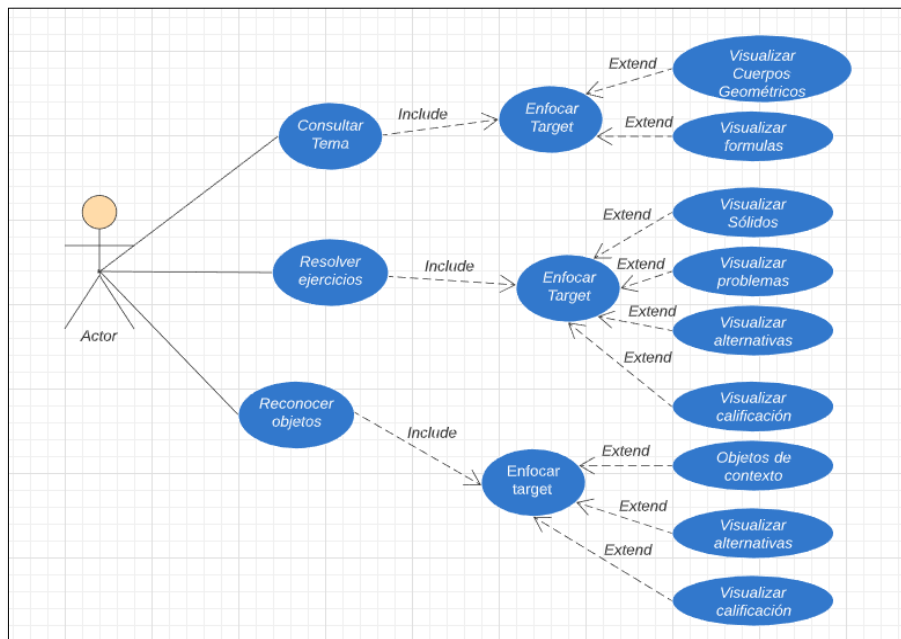 Visualizar
Cuerpos
Geométricos
Extend
Enfocar
Target
Include
Consultar
Tema
Extend
Visualizar
formulas
Extend
Visualizar
Sólidos
Resolver
ejercicios
Include
Enfocar
Target
Extend
Visualizar
problemas
Extend
Visualizar
alternativas
Actor
Extend
Visualizar
calificación
Reconocer
objetos
Include
Enfocar
target
Extend
Objetos de
contexto
Extend
Visualizar
alternativas
Extend
Visualizar
calificación